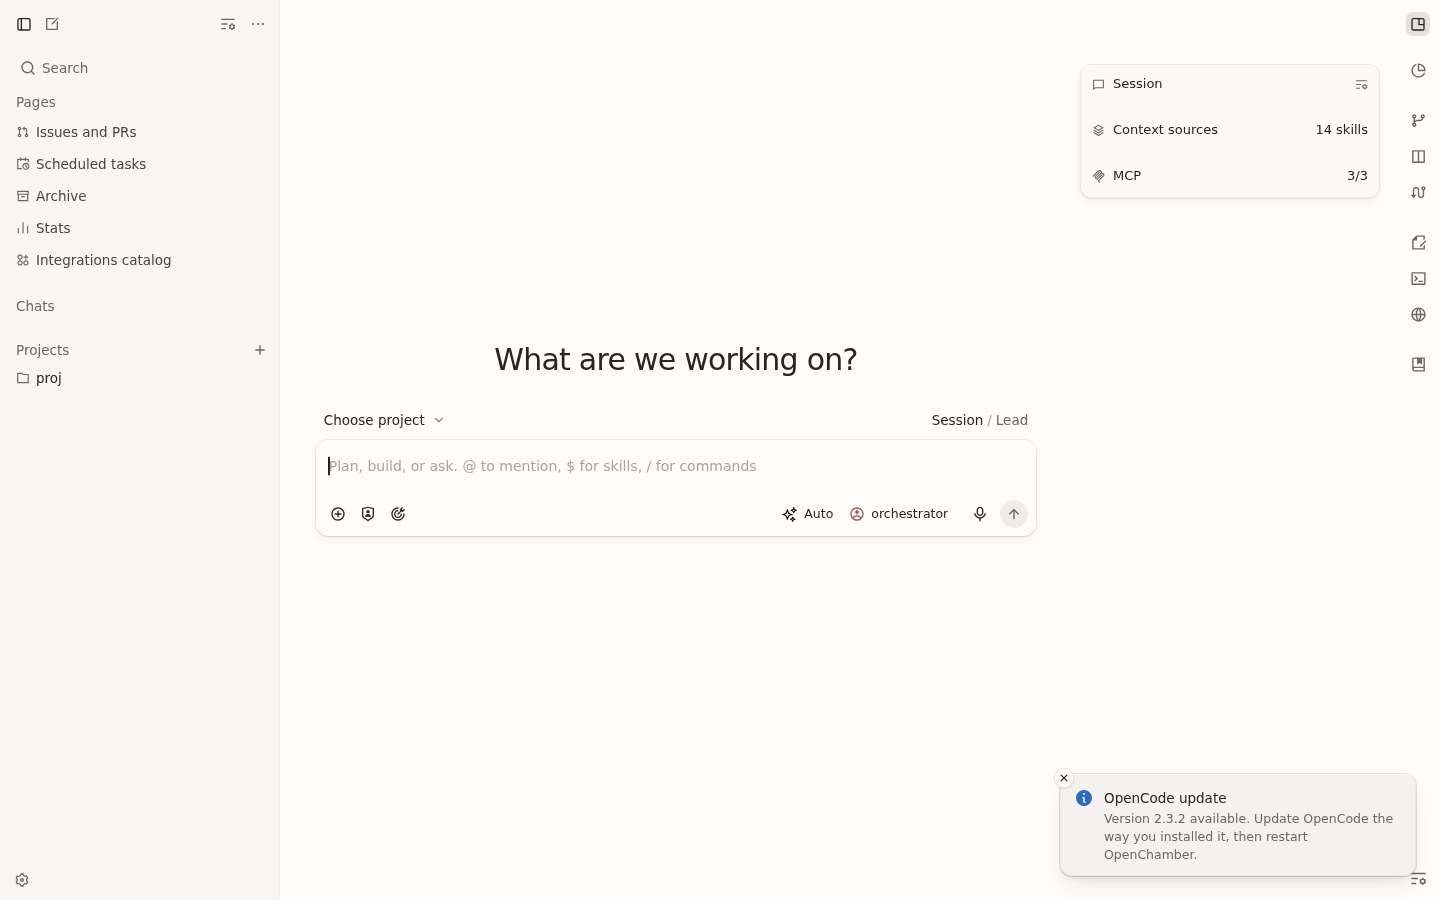 Search
Pages
Issues and PRs
Scheduled tasks
Archive
Stats
Integrations catalog
Chats
Projects
proj
Session
Context sources 14 skills
MCP 3/3
What are we working on?
Choose project Session / Lead
Plan, build, or ask. @ to mention, $ for skills, / for commands
Auto orchestrator
OpenCode update
Version 2.3.2 available. Update OpenCode the
way you installed it, then restart
OpenChamber.